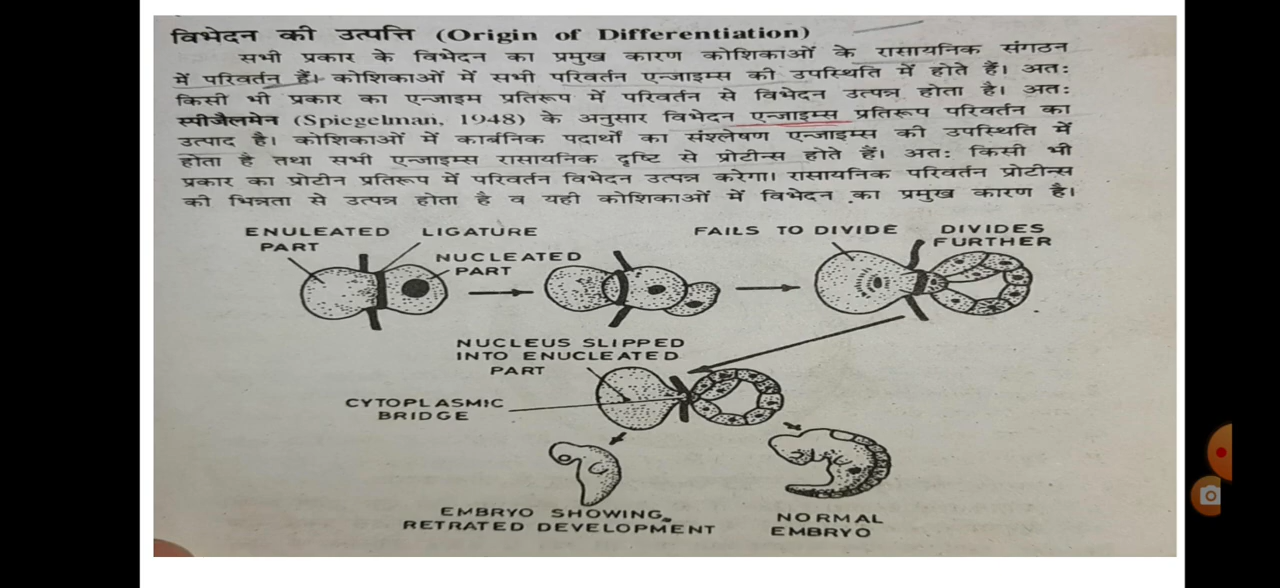 विभेदन की उत्पत्ति (Origin of Differentiation)
सभी प्रकार के विभेदन का प्रमुख कारण कोशिकाओं के रासायनिक संगठन
में परिवर्तन हैं। कोशिकाओं में सभी परिवर्तन एन्जाइम्स की उपस्थिति में होते हैं। अतः
किसी भी प्रकार का एन्जाइम प्रतिरूप में परिवर्तन से विभेदन उत्पन्न होता है। अतः
स्पीजैलमेन (Spiegelman, 1948) के अनुसार विभेदन एन्जाइम्स प्रतिरूप परिवर्तन का
उत्पाद है। कोशिकाओं में कार्बनिक पदार्थों का संश्लेषण एन्जाइम्स की उपस्थिति में
होता है तथा सभी एन्जाइम्स रासायनिक दृष्टि से प्रोटीन्स होते हैं। अतः किसी भी
प्रकार का प्रोटीन प्रतिरूप में परिवर्तन विभेदन उत्पन्न करेगा। रासायनिक परिवर्तन प्रोटीन्स
की भिन्नता से उत्पन्न होता है व यही कोशिकाओं में विभेदन का प्रमुख कारण है।
ENULEATED PART
LIGATURE
NUCLEATED PART
FAILS TO DIVIDE
DIVIDES FURTHER
NUCLEUS SLIPPED
INTO ENUCLEATED
PART
CYTOPLASMIC
BRIDGE
EMBRYO SHOWING
RETRATED DEVELOPMENT
NORMAL
EMBRYO